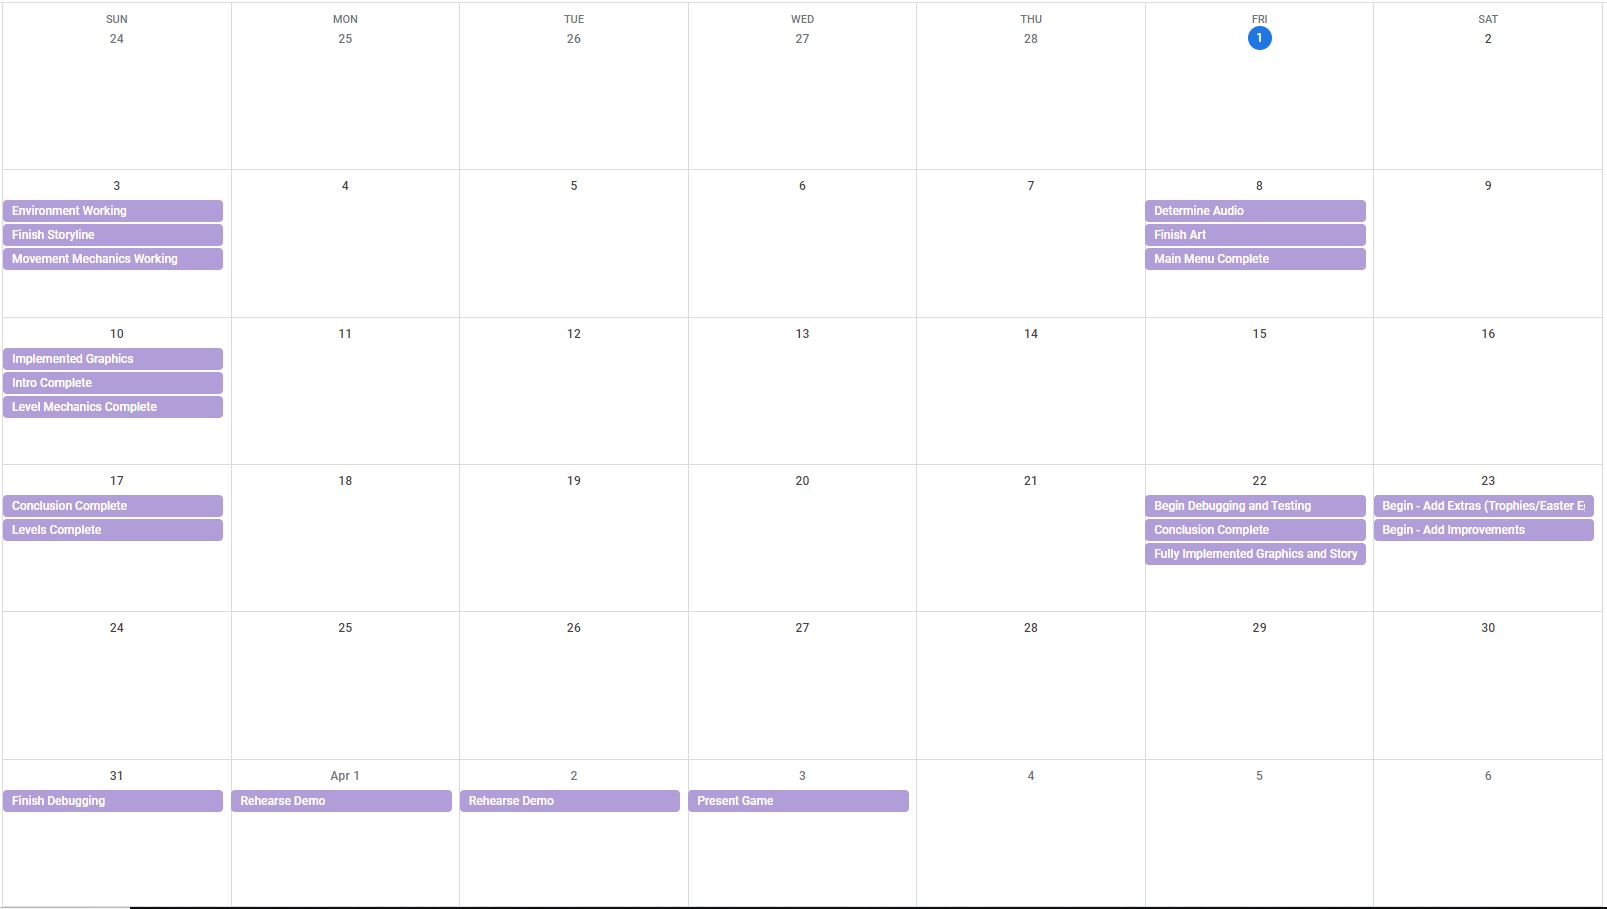 SUN MON TUE WED THU FRI SAT
24 25 26 27 28 1 2
3 4 5 6 7 8 9
Environment Working Determine Audio
Finish Storyline Finish Art
Movement Mechanics Working Main Menu Complete
10 11 12 13 14 15 16
Implemented Graphics
Intro Complete
Level Mechanics Complete
17 18 19 20 21 22 23
Conclusion Complete Begin Debugging and Testing Begin - Add Extras (Trophies/Easter
Levels Complete Conclusion Complete Begin - Add Improvements
Fully Implemented Graphics and Story
24 25 26 27 28 29 30
31 Apr 1 2 3 4 5 6
Finish Debugging Rehearse Demo Rehearse Demo Present Game